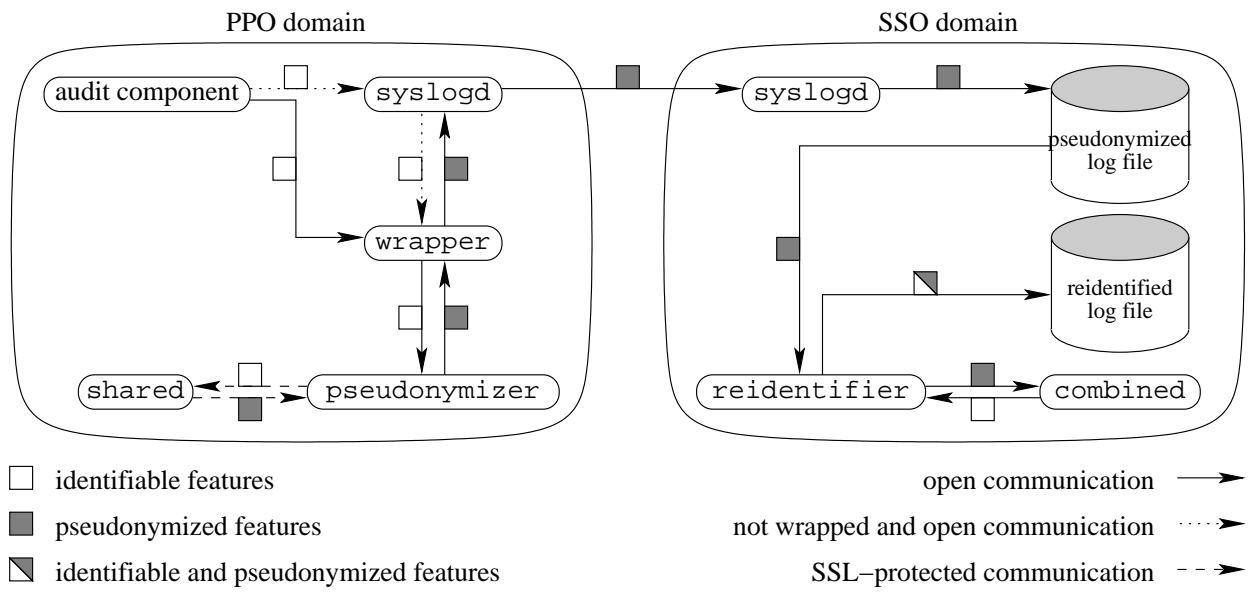 PPO domain
SSO domain
audit component
syslogd
syslogd
pseudonymized
log file
wrapper
reidentified
log file
shared
pseudonymizer
reidentifier
combined
identifiable features
open communication
pseudonymized features
not wrapped and open communication
identifiable and pseudonymized features
SSL−protected communication